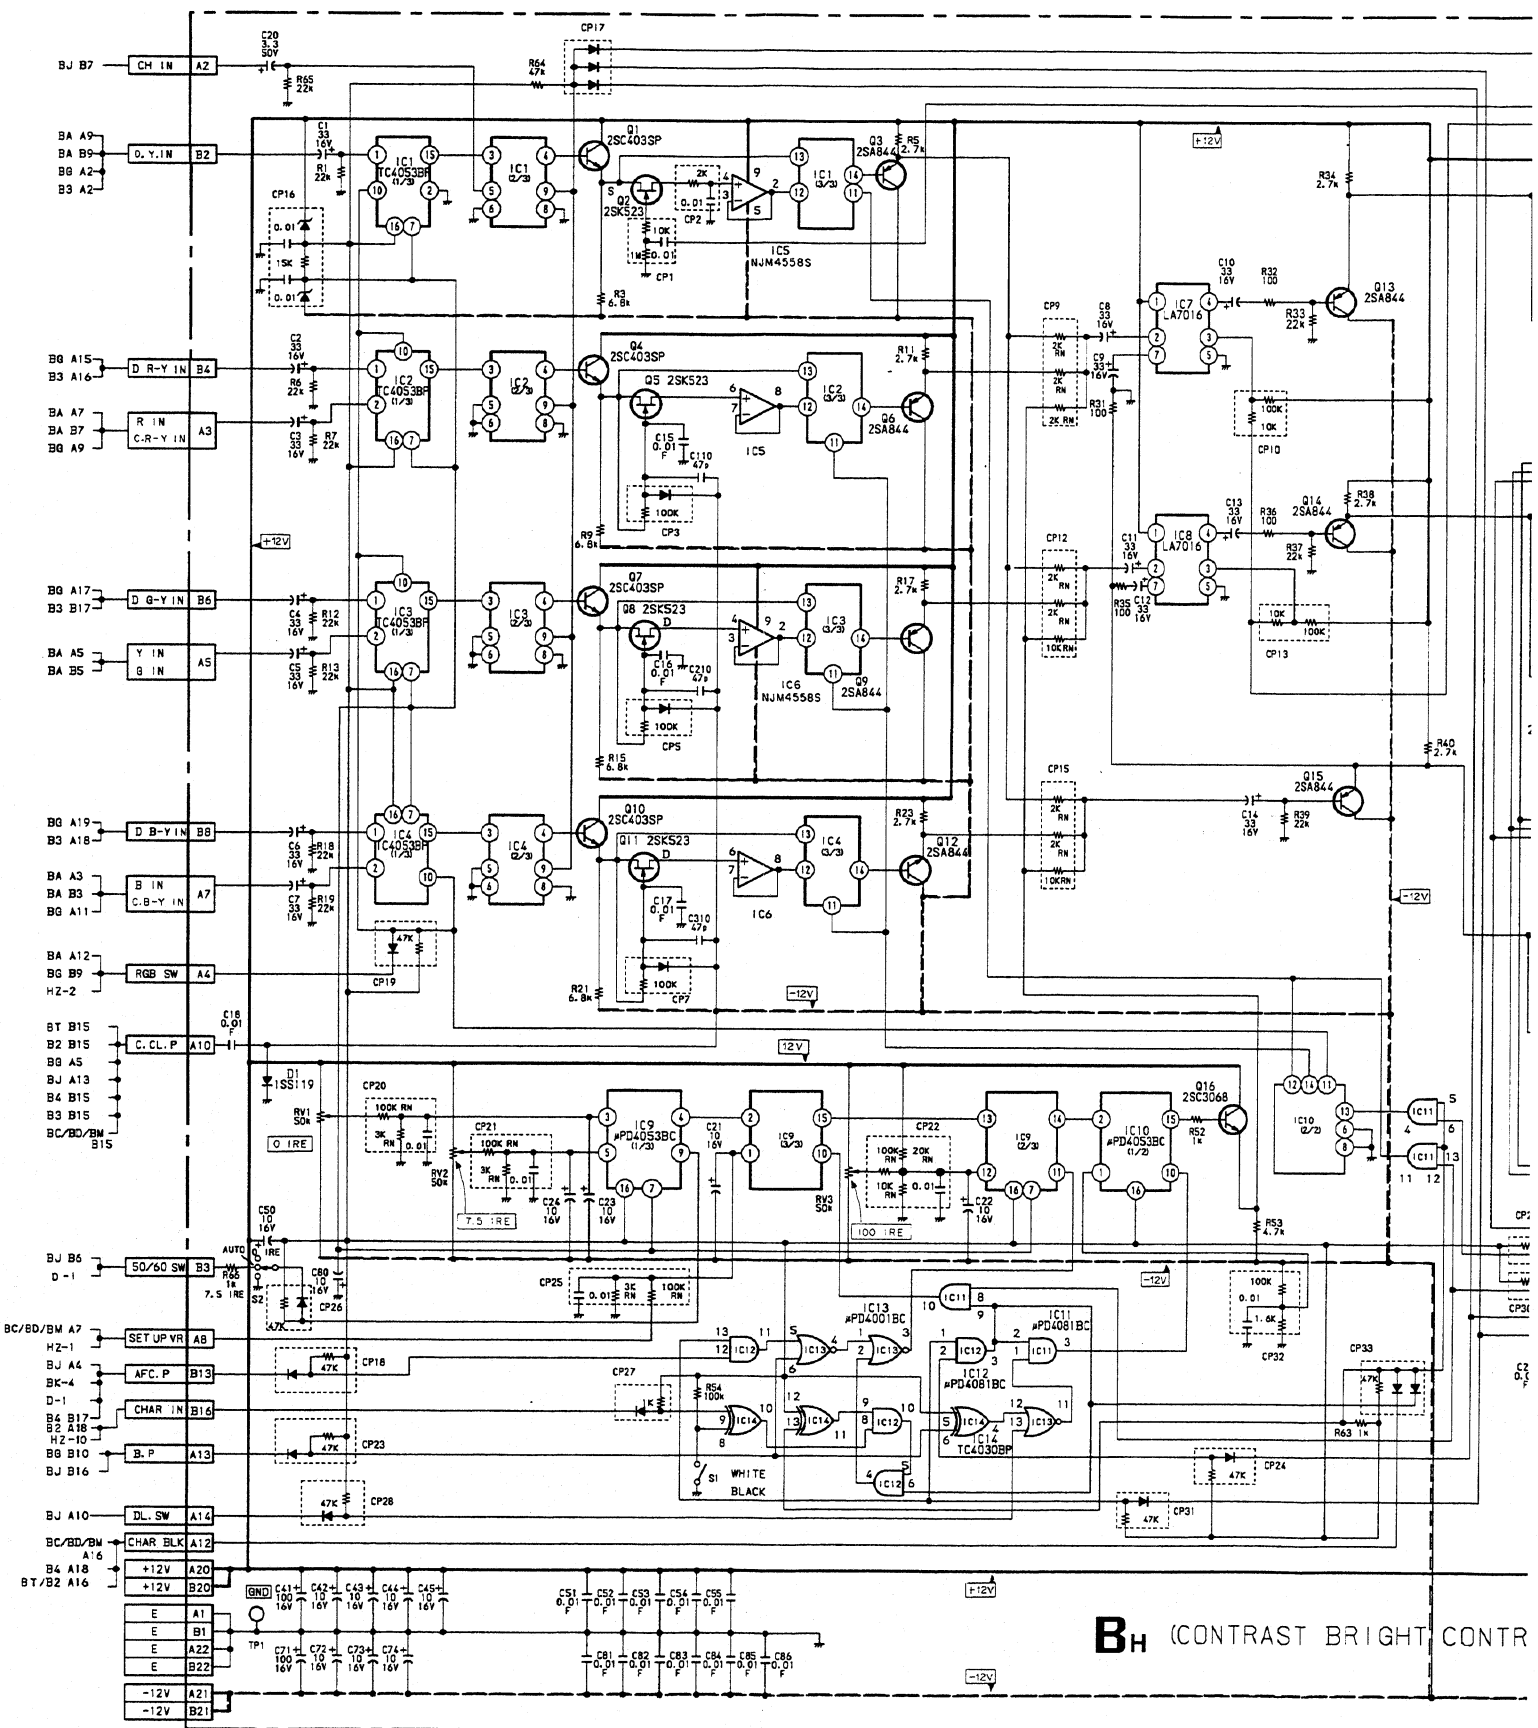 CP17
C20
3.3
50V
BJ B7
CH IN
A2
R65
22k
R64
47k
BA A9
BA B9
BG A2
B3 A2
D.Y.IN
B2
C1
33
16V
R1
22k
IC1
TC4053BP
(1/3)
IC1
(2/3)
Q1
2SC403SP
Q2
2SK523
2K
0.01
CP2
10K
1M
0.01
CP1
IC5
NJM4558S
IC1
(3/3)
Q3
2SA844
R5
2.7k
+12V
R34
2.7k
CP16
0.01
15K
0.01
R3
6.8k
BG A15
B3 A16
D R-Y IN
B4
C2
33
16V
R6
22k
BA A7
BA B7
BG A9
R IN
C.R-Y IN
A3
C3
33
16V
R7
22k
IC2
TC4053BP
(1/3)
IC2
(2/3)
Q4
2SC403SP
Q5 2SK523
C15
0.01
F
C110
47p
100K
CP3
IC5
IC2
(3/3)
R11
2.7k
Q6
2SA844
R9
6.8k
+12V
CP9
2K
RN
2K
RN
2K RN
C8
33
16V
C9
33
16V
R31
100
IC7
LA7016
C10
33
16V
R32
100
R33
22k
Q13
2SA844
100K
10K
CP10
BG A17
B3 B17
D G-Y IN
B6
C4
33
16V
R12
22k
BA A5
BA B5
Y IN
G IN
A5
C5
33
16V
R13
22k
IC3
TC4053BP
(1/3)
IC3
(2/3)
Q7
2SC403SP
Q8 2SK523
D
C16
0.01
F
C210
47p
100K
CP5
IC6
NJM4558S
IC3
(3/3)
R17
2.7k
Q9
2SA844
R15
6.8k
CP12
2K
RN
2K
RN
10KRN
C11
33
16V
R35
100
C12
33
16V
IC8
LA7016
C13
33
16V
R36
100
R37
22k
Q14
2SA844
R38
2.7k
10K
100K
CP13
R40
2.7k
BG A19
B3 A18
D B-Y IN
B8
C6
33
16V
R18
22k
BA A3
BA B3
BG A11
B IN
C.B-Y IN
A7
C7
33
16V
R19
22k
IC4
TC4053BP
(1/3)
IC4
(2/3)
Q10
2SC403SP
Q11 2SK523
D
C17
0.01
F
C310
47p
100K
CP7
IC6
IC4
(3/3)
R23
2.7k
Q12
2SA844
R21
6.8k
-12V
CP15
2K
RN
2K
RN
10KRN
C14
33
16V
R39
22k
Q15
2SA844
-12V
BA A12
BG B9
HZ-2
RGB SW
A4
47K
CP19
BT B15
B2 B15
BG A5
BJ A13
B4 B15
B3 B15
BC/BD/BM
B15
C.CL.P
A10
C18
0.01
F
D1
1SS119
12V
RV1
50k
0 IRE
CP20
100K RN
3K
RN
0.01
RV2
50k
7.5 IRE
CP21
100K RN
3K
RN
0.01
C24
10
16V
C23
10
16V
IC9
μPD4053BC
(1/3)
C21
10
16V
IC9
(3/3)
RV3
50k
100 IRE
CP22
100K
RN
20K
RN
10K
RN
0.01
C22
10
16V
IC9
(2/3)
IC10
μPD4053BC
(1/2)
R52
1k
Q16
2SC3068
IC10
(2/2)
IC11
IC11
R53
4.7k
-12V
BJ B6
D -1
50/60 SW
B3
R66
1k
AUTO
0
IRE
7.5 IRE
S2
C50
10
16V
47K
CP26
C80
10
16V
CP25
0.01
3K
RN
100K
RN
BC/BD/BM A7
HZ-1
SET UP VR
A8
BJ A4
BK-4
D-1
B4 B17
AFC.P
B13
47K
CP18
B2 A18
HZ-10
CHAR IN
B16
BG B10
BJ B16
B.P
A13
47K
CP23
BJ A10
DL.SW
A14
47K
CP28
CP27
1K
R54
100k
S1
WHITE
BLACK
IC12
IC13
IC13
μPD4001BC
IC13
IC11
IC12
IC12
μPD4081BC
IC11
μPD4081BC
IC11
IC14
IC14
IC12
IC12
IC14
IC14
TC4030BP
IC13
100K
0.01
1.6K
CP32
CP33
47K
R63 1k
CP24
47K
CP31
47K
BC/BD/BM
A16
CHAR BLK
A12
B4 A18
BT/B2 A16
+12V
A20
+12V
B20
E
A1
E
B1
E
A22
E
B22
-12V
A21
-12V
B21
GND
TP1
C41
100
16V
C42
10
16V
C43
10
16V
C44
10
16V
C45
10
16V
C71
100
16V
C72
10
16V
C73
10
16V
C74
10
16V
C51
0.01
F
C52
0.01
F
C53
0.01
F
C54
0.01
F
C55
0.01
F
C81
0.01
F
C82
0.01
F
C83
0.01
F
C84
0.01
F
C85
0.01
F
C86
0.01
F
+12V
-12V
BH (CONTRAST BRIGHT CONTR